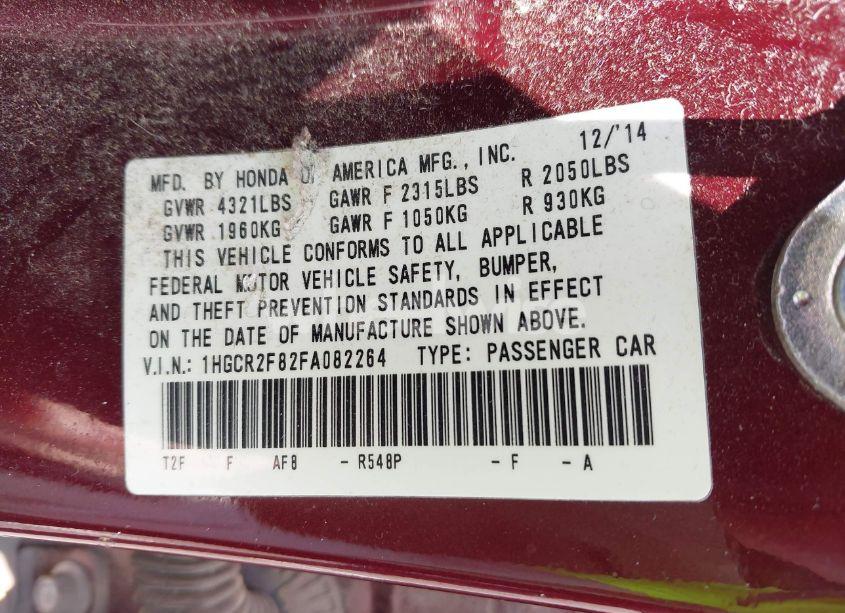 MFD. BY HONDA OF AMERICA MFG., INC. 12/'14
GVWR 4321LBS GAWR F 2315LBS R 2050LBS
GVWR 1960KG GAWR F 1050KG R 930KG
THIS VEHICLE CONFORMS TO ALL APPLICABLE
FEDERAL MOTOR VEHICLE SAFETY, BUMPER,
AND THEFT PREVENTION STANDARDS IN EFFECT
ON THE DATE OF MANUFACTURE SHOWN ABOVE.
V.I.N.: 1HGCR2F82FA082264 TYPE: PASSENGER CAR
T2F F AF8 - R548P - F - A